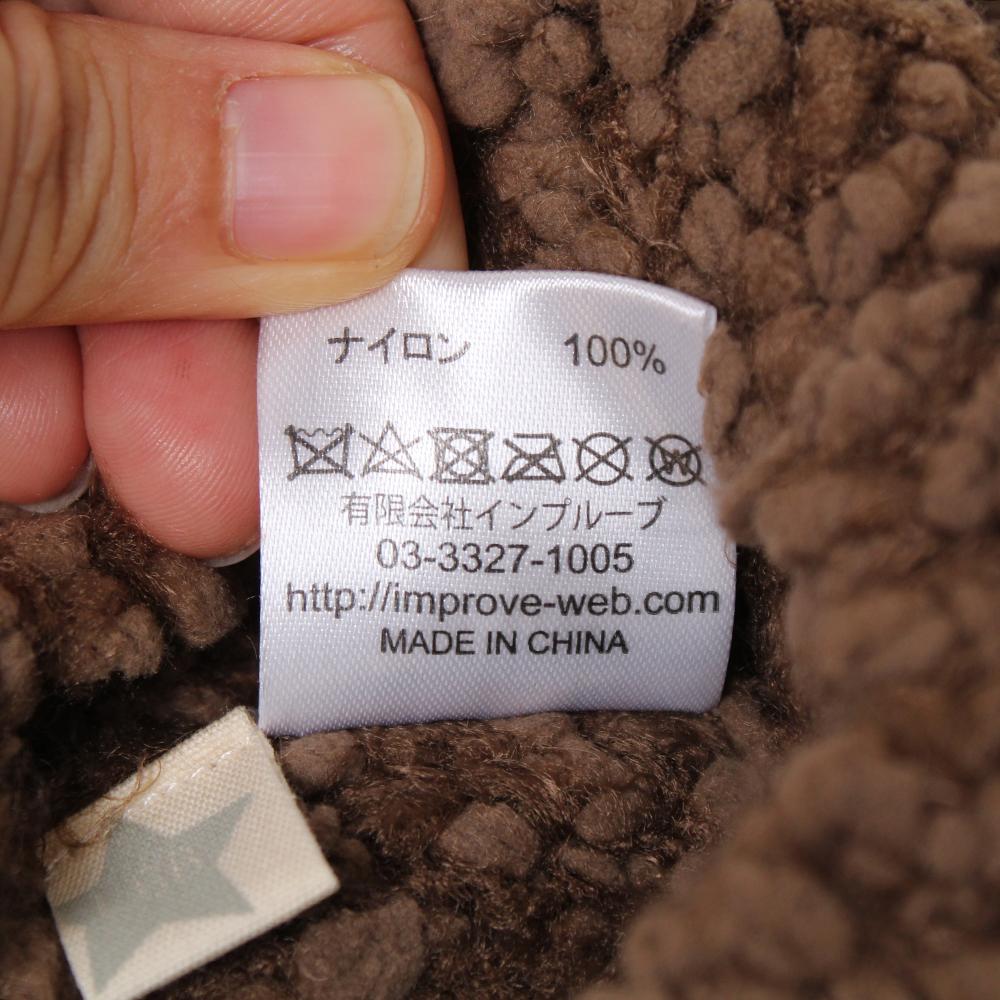 ナイロン 100%
有限会社インプルーブ
03-3327-1005
http://improve-web.com
MADE IN CHINA